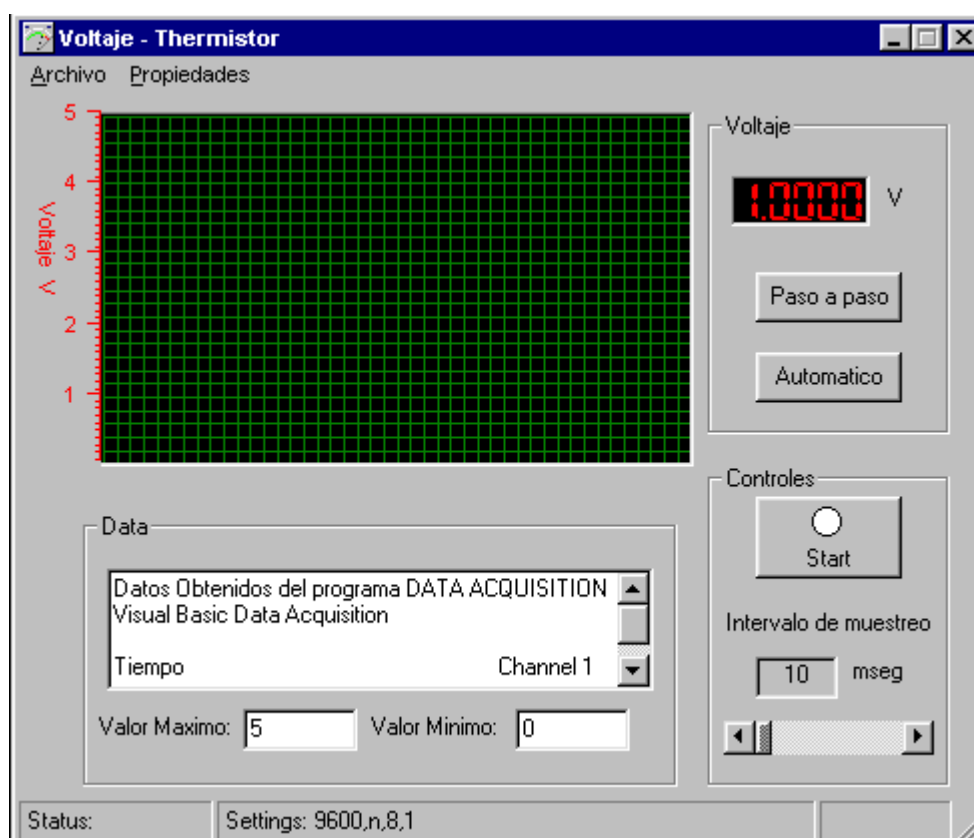 Voltaje - Thermistor
Archivo Propiedades
5
4
3
2
1
Voltaje V
Voltaje
1.0000 V
Paso a paso
Automatico
Controles
Start
Intervalo de muestreo
10 mseg
Data
Datos Obtenidos del programa DATA ACQUISITION
Visual Basic Data Acquisition
Tiempo Channel 1
Valor Maximo: 5 Valor Minimo: 0
Status: Settings: 9600,n,8,1